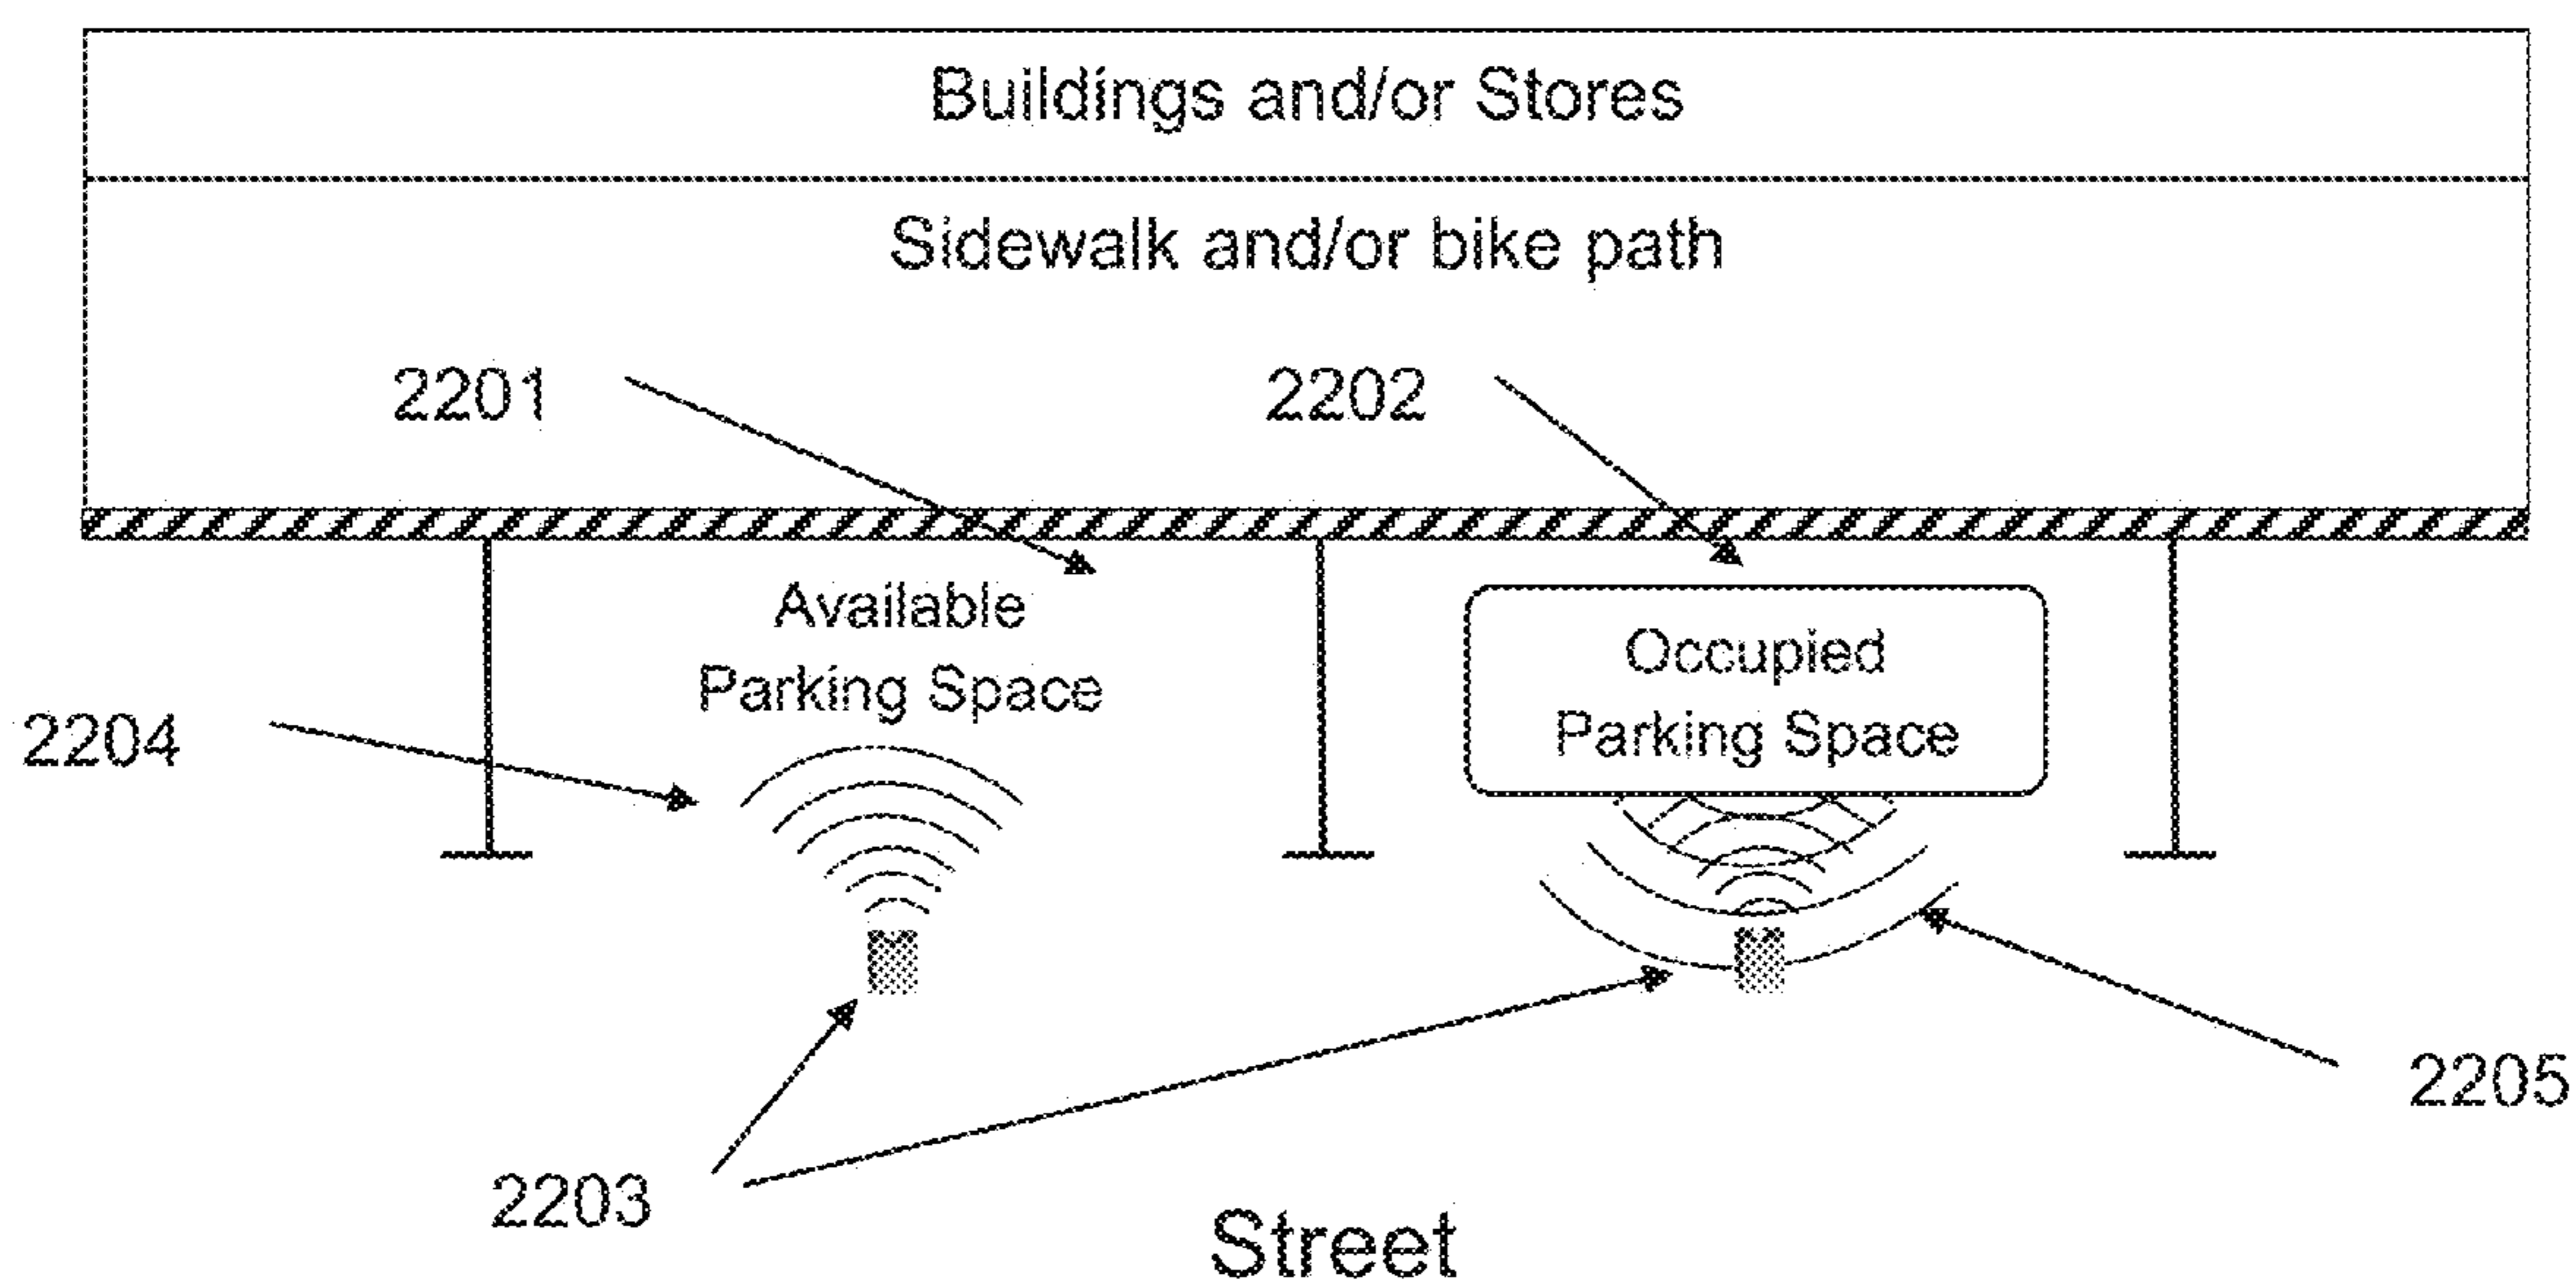 Buildings and/or Stores
Sidewalk and/or bike path
2201
2202
Available
Parking Space
Occupied
Parking Space
2204
2205
2203
Street